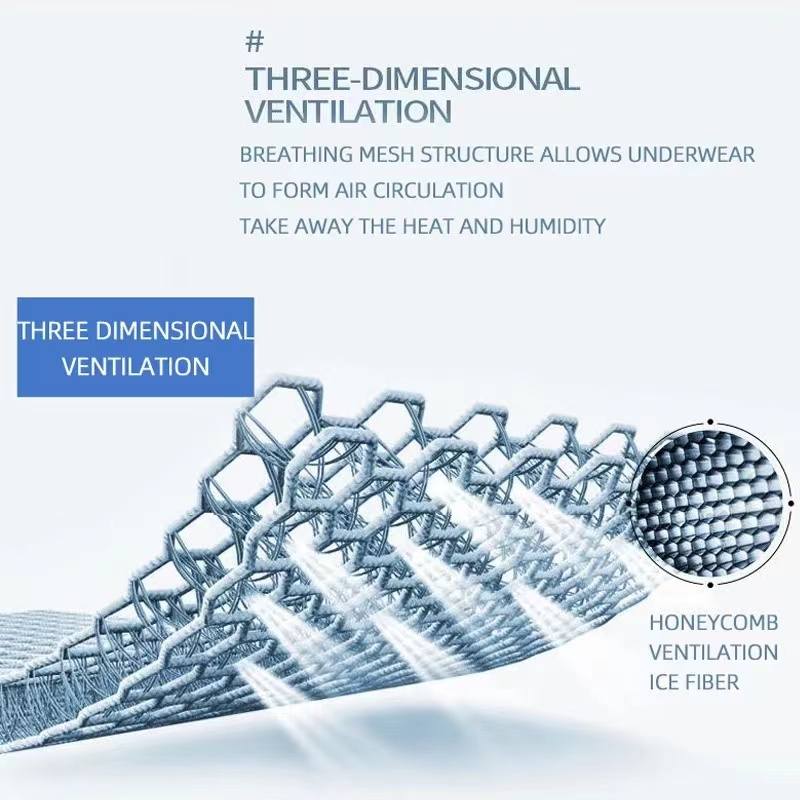 #
THREE-DIMENSIONAL
VENTILATION
BREATHING MESH STRUCTURE ALLOWS UNDERWEAR
TO FORM AIR CIRCULATION
TAKE AWAY THE HEAT AND HUMIDITY
THREE DIMENSIONAL
VENTILATION
HONEYCOMB
VENTILATION
ICE FIBER